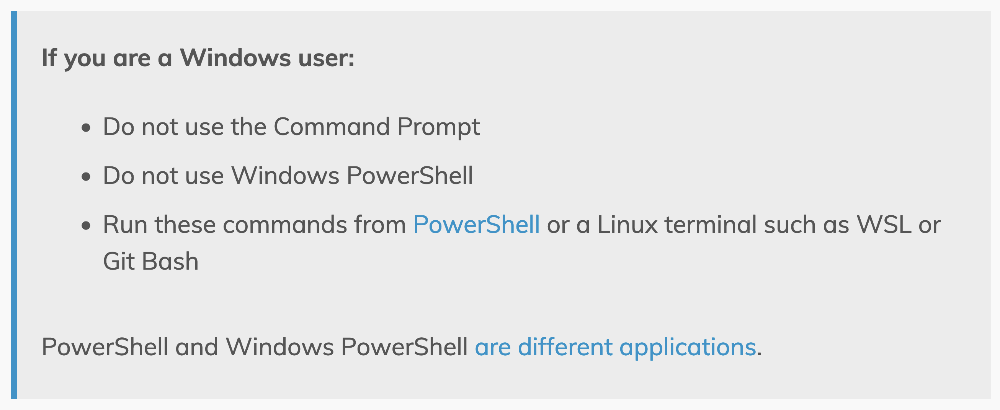 If you are a Windows user:
• Do not use the Command Prompt
• Do not use Windows PowerShell
• Run these commands from PowerShell or a Linux terminal such as WSL or
Git Bash
PowerShell and Windows PowerShell are different applications.